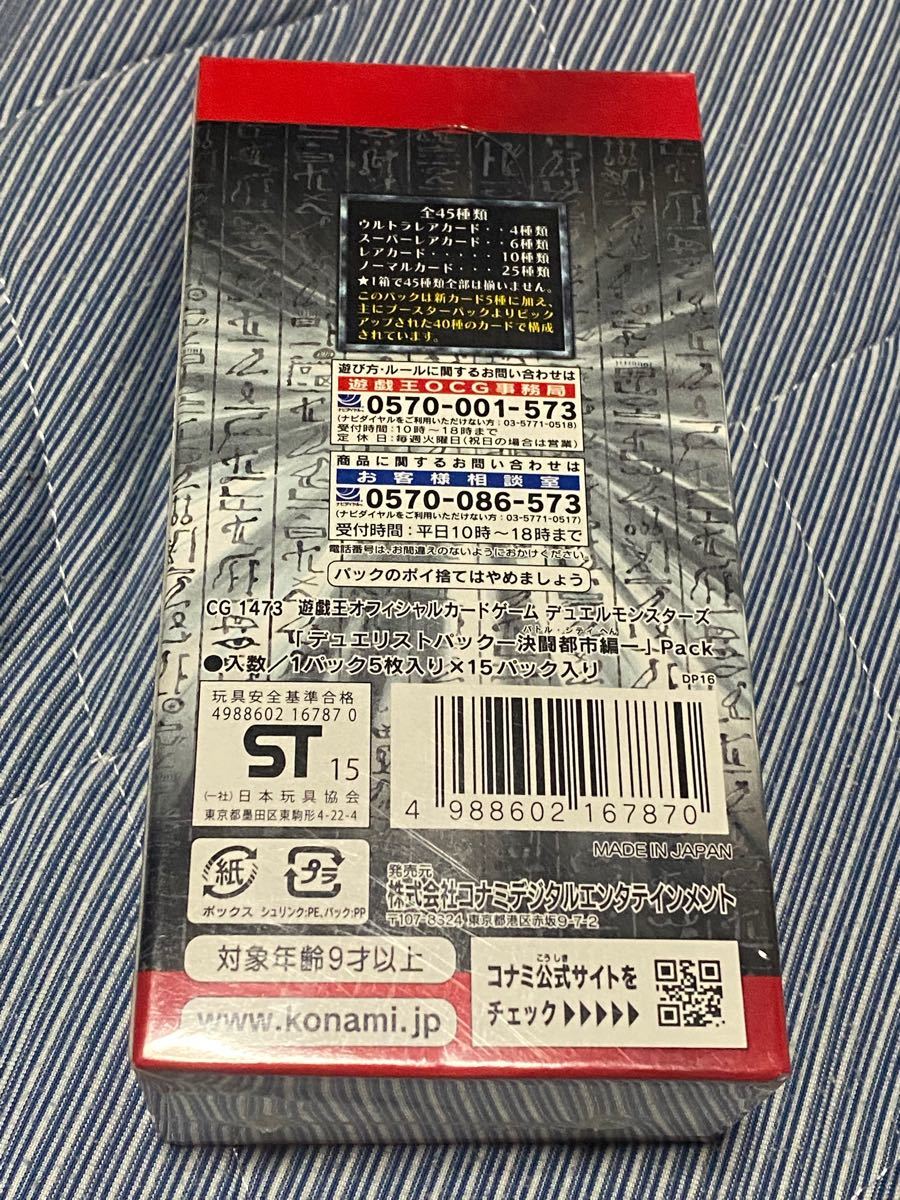 全45種類
ウルトラレアカード・・4種類
スーパーレアカード・・6種類
レアカード・・・・・10種類
ノーマルカード・・・25種類
★1箱で45種類全部は揃いません。
このパックは新カード5種に加え、
主にブースターパックよりピック
アップされた40種のカードで構成
されています。
遊び方・ルールに関するお問い合わせは
遊戯王OCG事務局
ナビダイヤル
0570-001-573
(ナビダイヤルをご利用いただけない方:03-5771-0518)
受付時間:10時〜18時まで
定休日:毎週火曜日(祝日の場合は営業)
商品に関するお問い合わせは
お客様相談室
ナビダイヤル
0570-086-573
(ナビダイヤルをご利用いただけない方:03-5771-0517)
受付時間:平日10時〜18時まで
電話番号は、お間違えのないようにおかけください。
パックのポイ捨てはやめましょう
CG 1473 遊戯王オフィシャルカードゲーム デュエルモンスターズ
バトル・シティへん
「デュエリストパック―決闘都市編―」Pack
●入数/1パック5枚入り×15パック入り
DP16
玩具安全基準合格
4988602 16787 0
ST 15
(一社)日本玩具協会
東京都墨田区東駒形4-22-4
4 988602 167870
MADE IN JAPAN
紙
ボックス
プラ
シュリンク:PE、パック:PP
発売元
株式会社コナミデジタルエンタテインメント
〒107-8324 東京都港区赤坂9-7-2
対象年齢9才以上
www.konami.jp
こうしき
コナミ公式サイトを
チェック▶▶▶▶▶